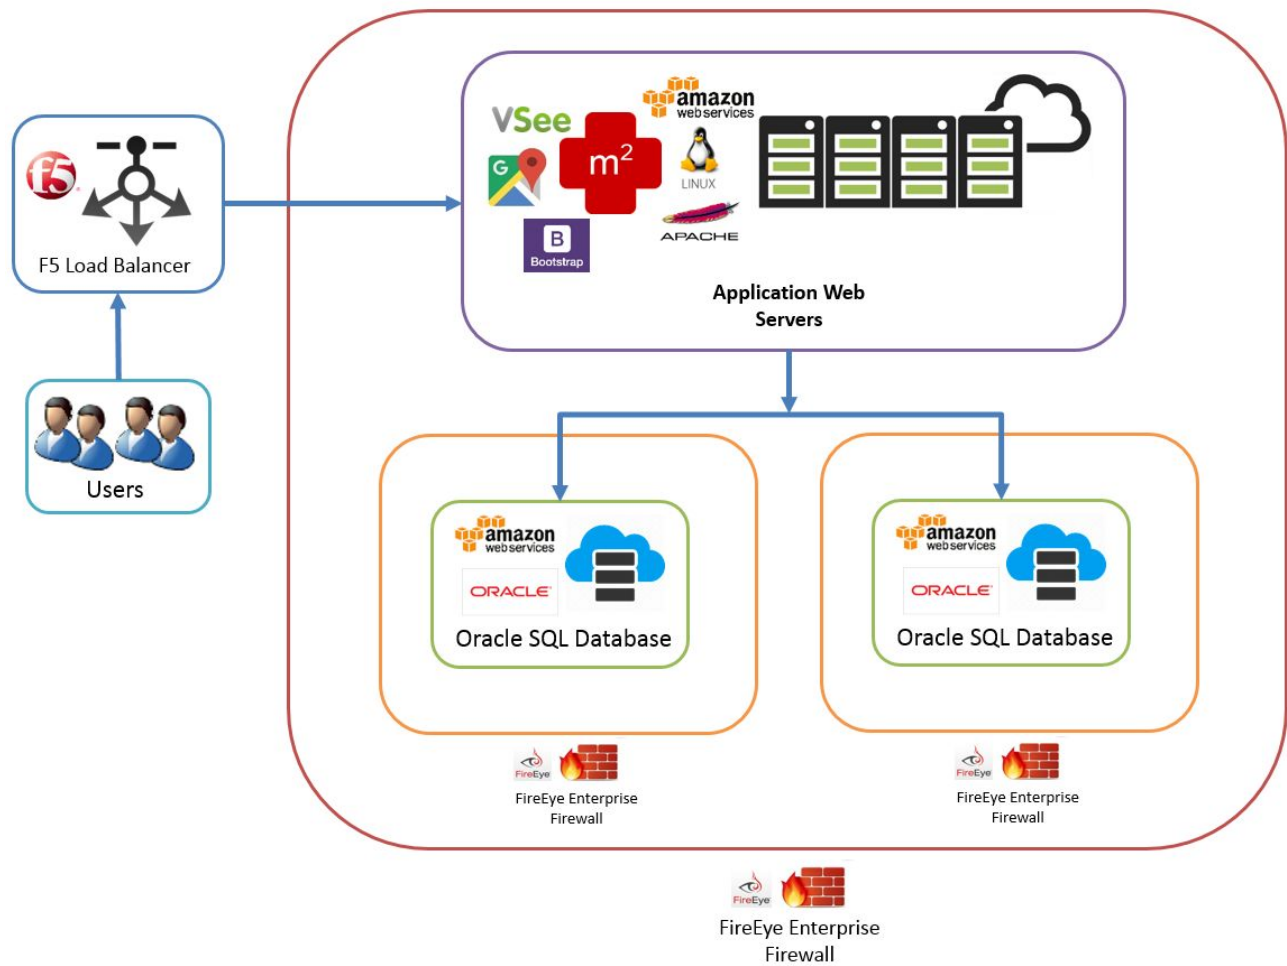 VSee
amazon
web services
G
m²
LINUX
f5
APACHE
B
Bootstrap
F5 Load Balancer
Application Web
Servers
Users
amazon
web services
ORACLE
Oracle SQL Database
amazon
web services
ORACLE
Oracle SQL Database
FireEye
FireEye Enterprise
Firewall
FireEye
FireEye Enterprise
Firewall
FireEye
FireEye Enterprise
Firewall